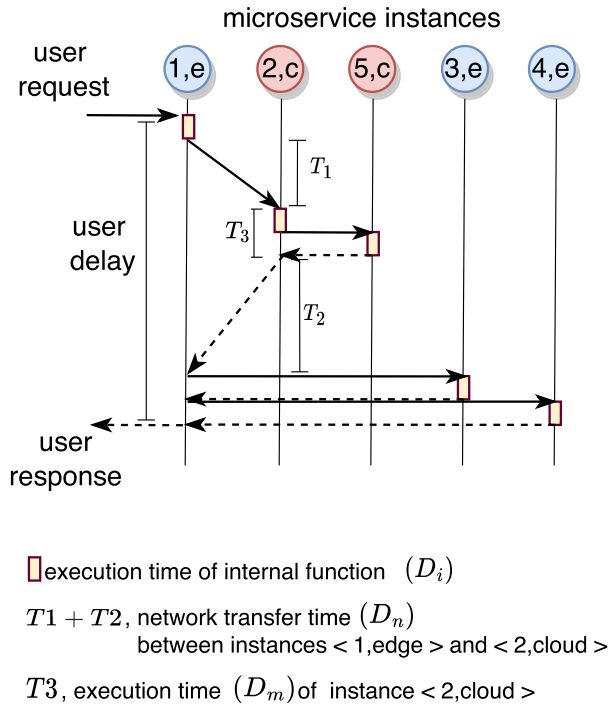 microservice instances
user
request
1,e
2,c
5,c
3,e
4,e
T₁
T₃
user
delay
T₂
user
response
execution time of internal function (Dᵢ)
T1 + T2, network transfer time (Dₙ)
between instances < 1,edge > and < 2,cloud >
T3, execution time (Dₘ) of instance < 2,cloud >